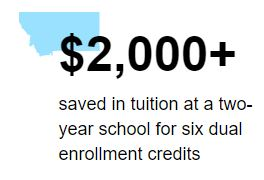 $2,000+
saved in tuition at a two-
year school for six dual
enrollment credits